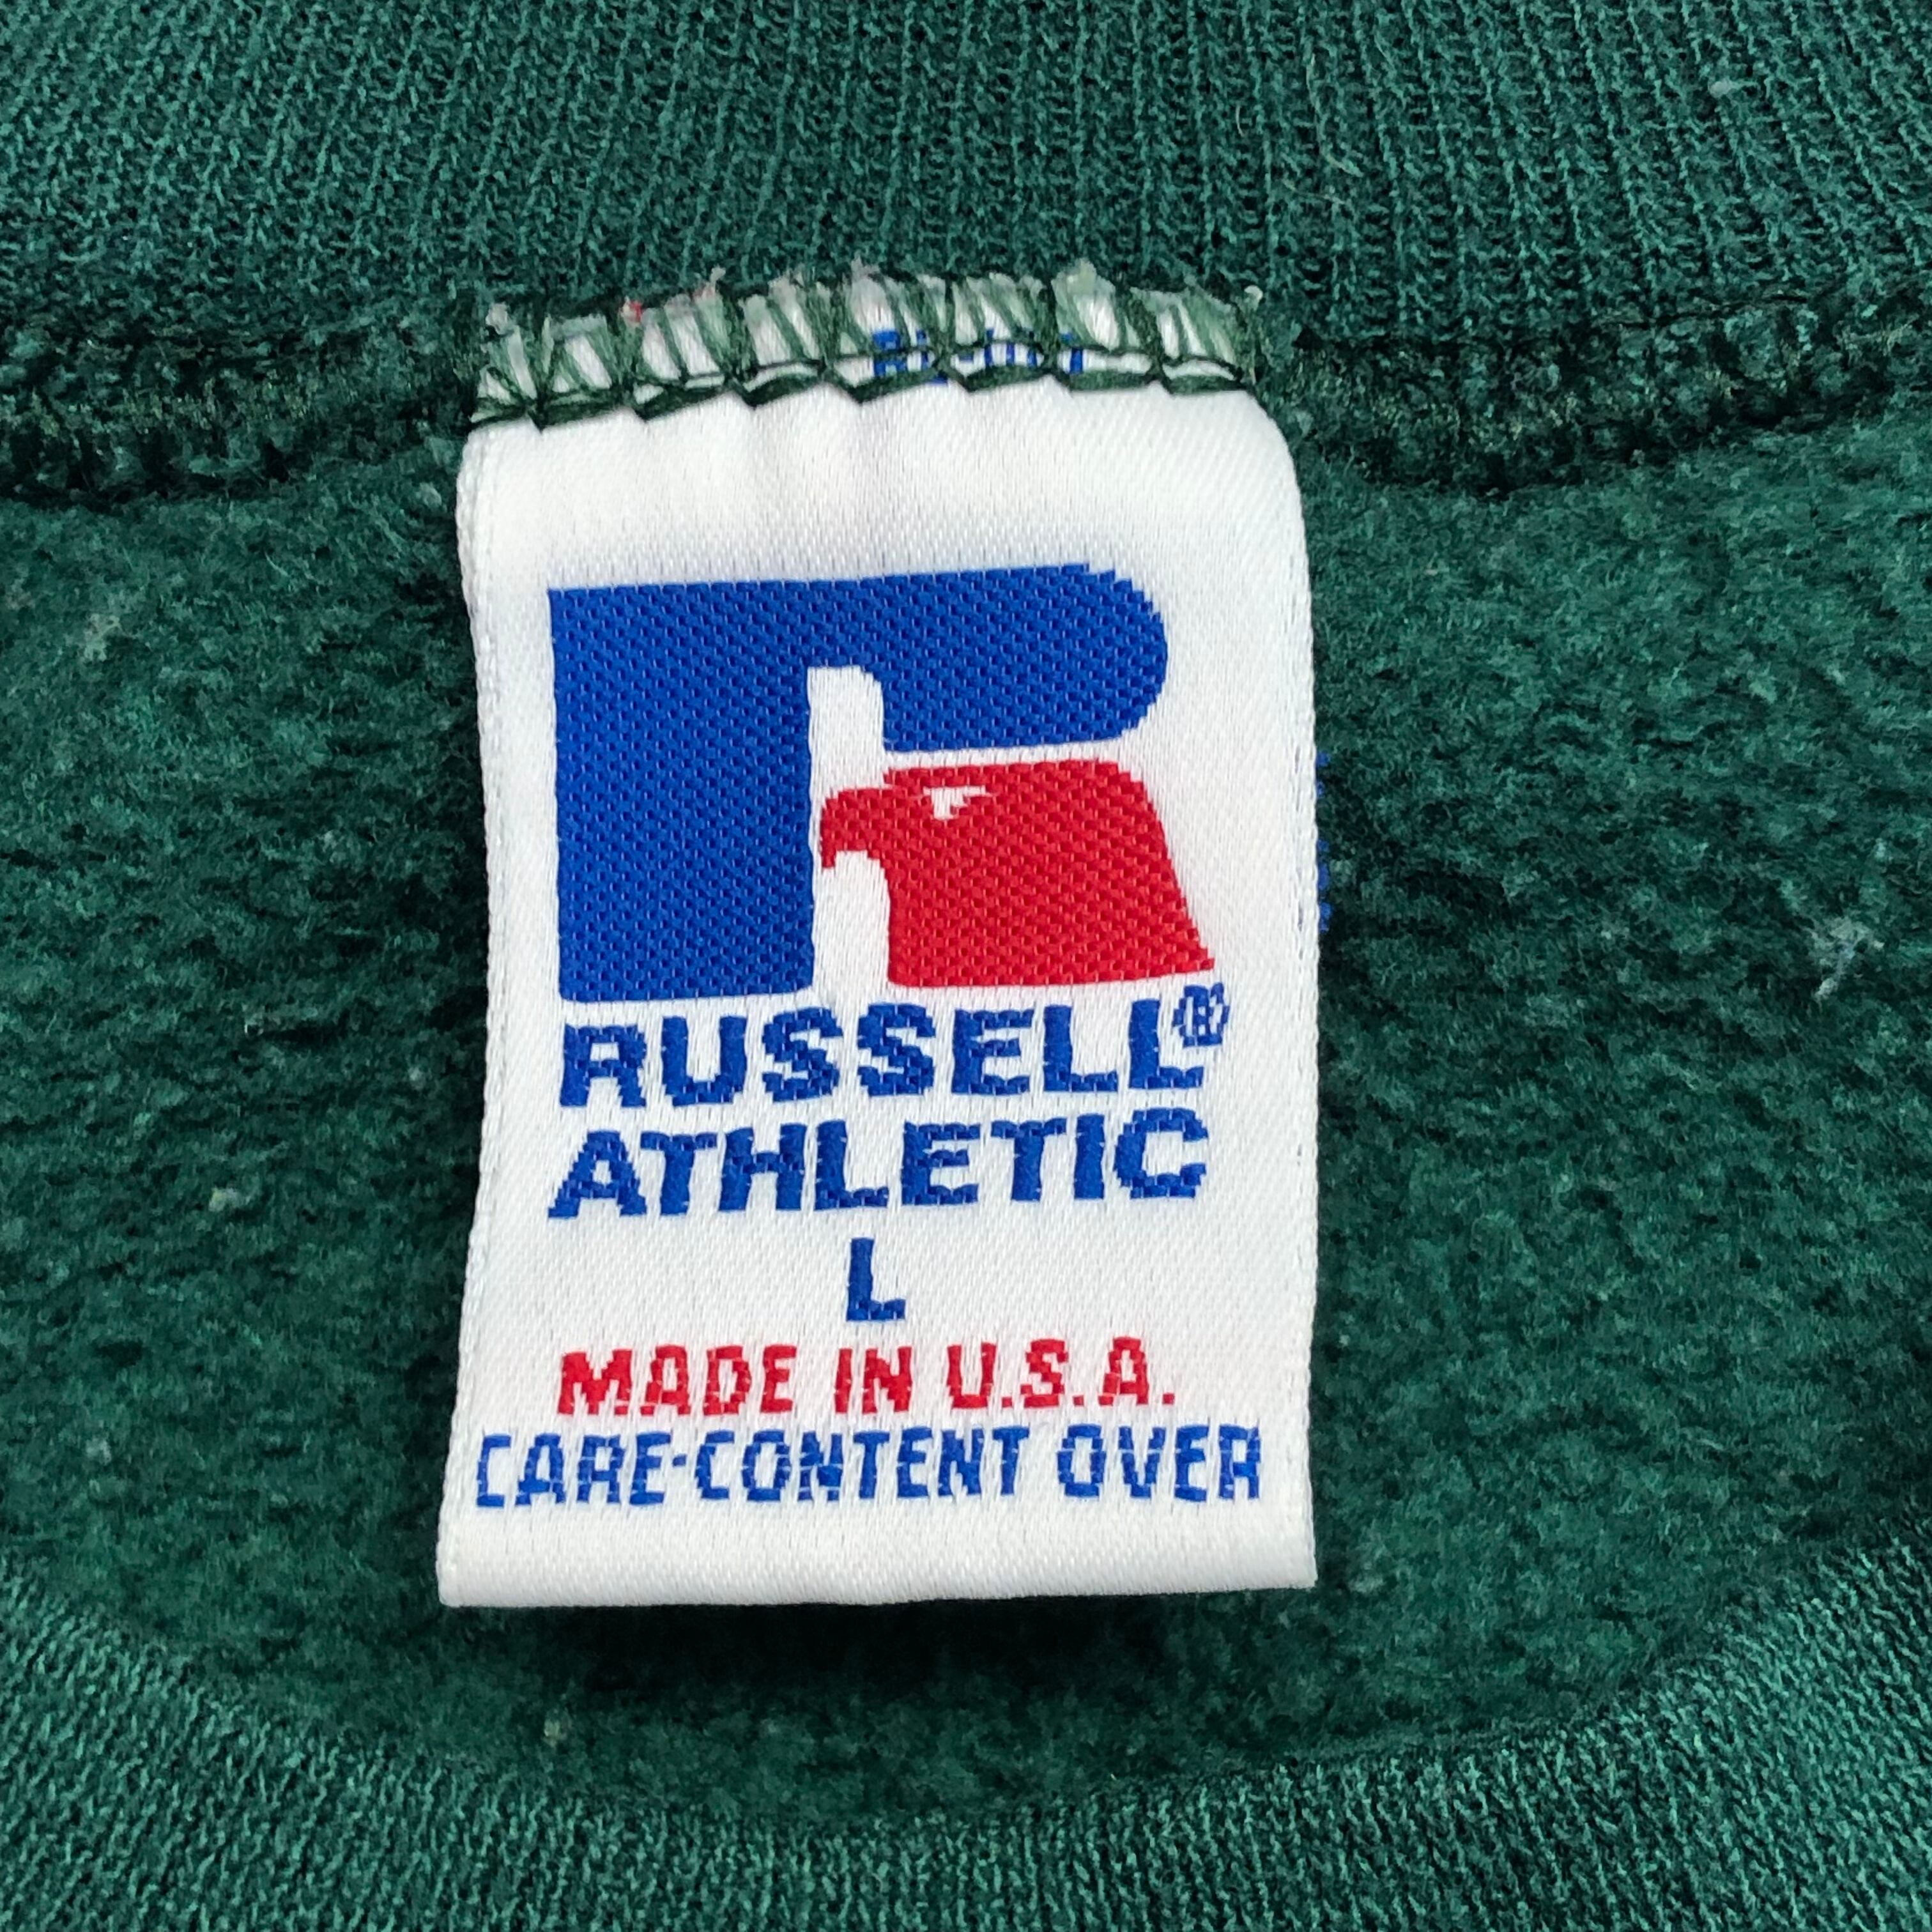 RUSSELL®
ATHLETIC
L
MADE IN U.S.A.
CARE·CONTENT OVER